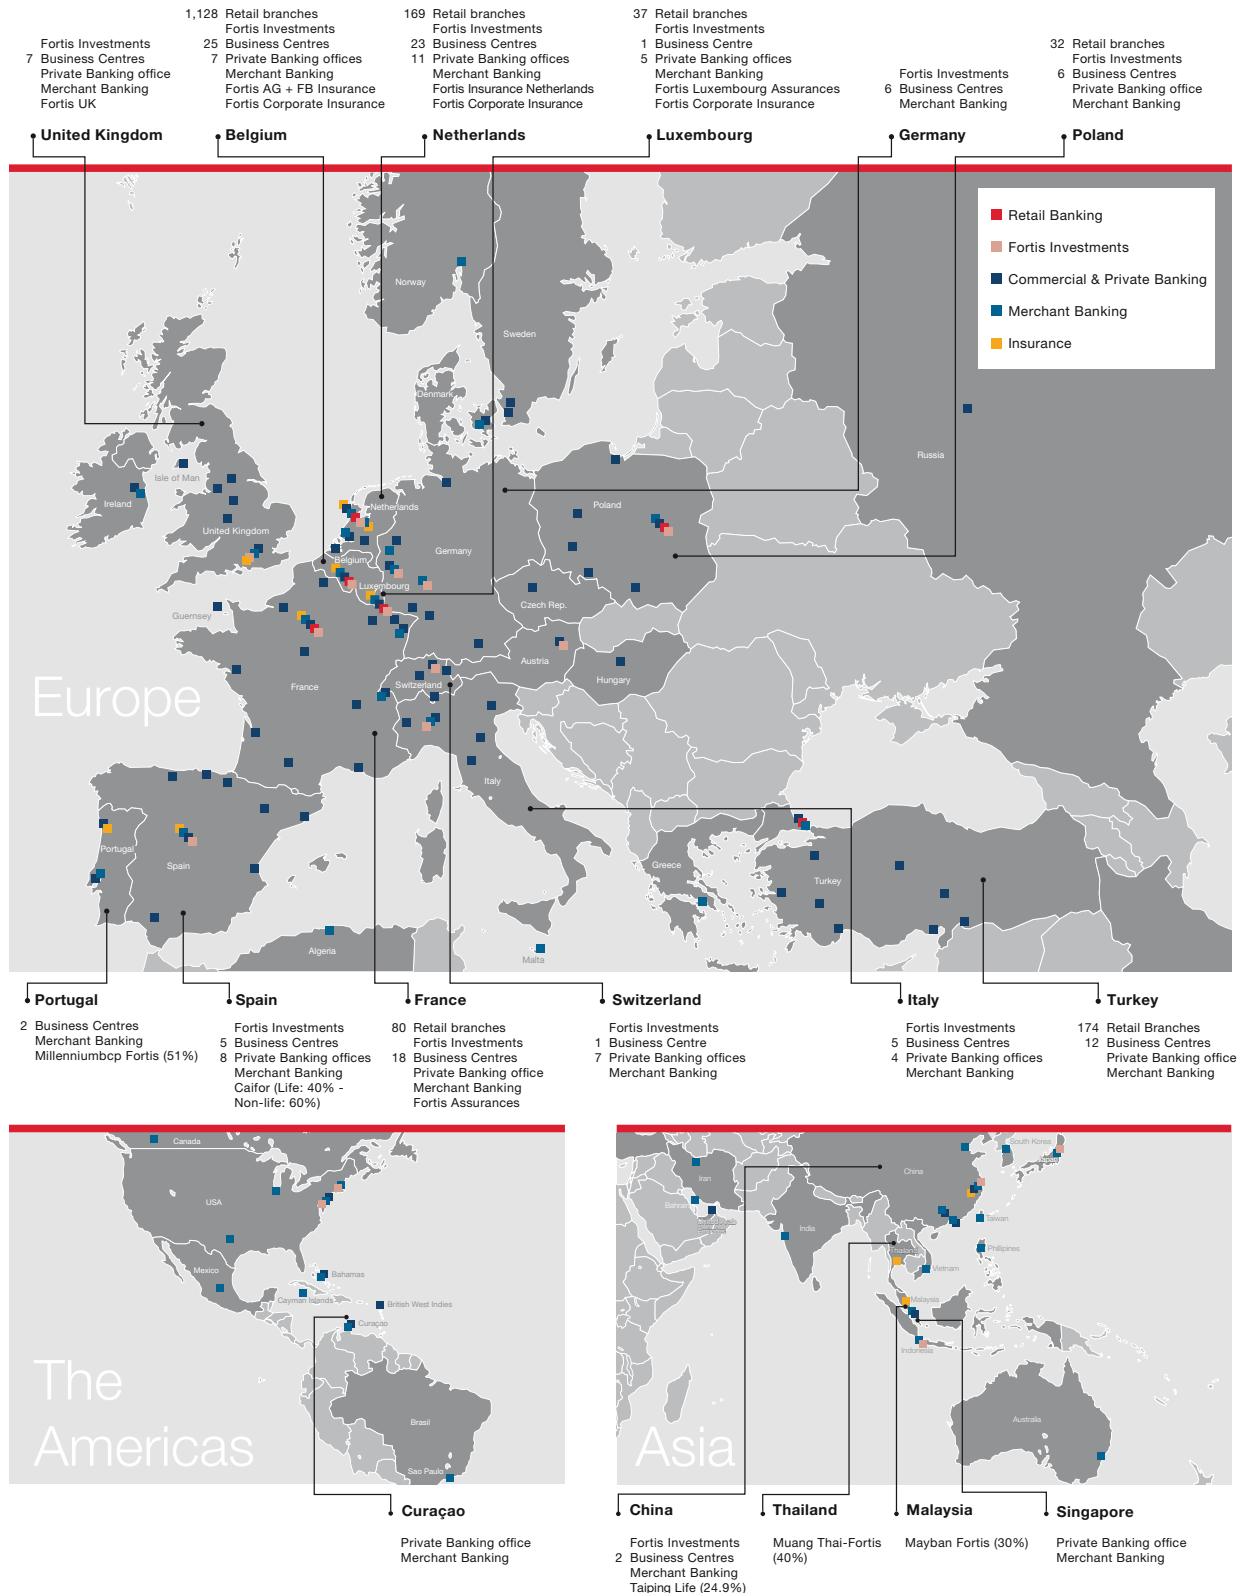 Fortis Investments
7 Business Centres
Private Banking office
Merchant Banking
Fortis UK
United Kingdom
1,128 Retail branches
Fortis Investments
25 Business Centres
7 Private Banking offices
Merchant Banking
Fortis AG + FB Insurance
Fortis Corporate Insurance
Belgium
169 Retail branches
Fortis Investments
23 Business Centres
11 Private Banking offices
Merchant Banking
Fortis Insurance Netherlands
Fortis Corporate Insurance
Netherlands
37 Retail branches
Fortis Investments
1 Business Centre
5 Private Banking offices
Merchant Banking
Fortis Luxembourg Assurances
Fortis Corporate Insurance
Luxembourg
Fortis Investments
6 Business Centres
Merchant Banking
Germany
32 Retail branches
Fortis Investments
6 Business Centres
Private Banking office
Merchant Banking
Poland
Retail Banking
Fortis Investments
Commercial & Private Banking
Merchant Banking
Insurance
Norway
Sweden
Denmark
Russia
Isle of Man
Ireland
United Kingdom
Netherlands
Poland
Germany
Belgium
Luxembourg
Czech Rep.
Guernsey
Austria
Hungary
France
Switzerland
Europe
Italy
Portugal
Spain
Greece
Turkey
Algeria
Malta
Portugal
2 Business Centres
Merchant Banking
Millenniumbcp Fortis (51%)
Spain
Fortis Investments
5 Business Centres
8 Private Banking offices
Merchant Banking
Caifor (Life: 40% -
Non-life: 60%)
France
80 Retail branches
Fortis Investments
18 Business Centres
Private Banking office
Merchant Banking
Fortis Assurances
Switzerland
Fortis Investments
1 Business Centre
7 Private Banking offices
Merchant Banking
Italy
Fortis Investments
5 Business Centres
4 Private Banking offices
Merchant Banking
Turkey
174 Retail Branches
12 Business Centres
Private Banking office
Merchant Banking
Canada
USA
Mexico
Bahamas
Cayman Islands
British West Indies
Curaçao
Brasil
Sao Paulo
The
Americas
South Korea
Japan
China
Iran
Bahrain
India
Taiwan
Thailand
Phillipines
Vietnam
Malaysia
Indonesia
Australia
Asia
Curaçao
Private Banking office
Merchant Banking
China
Fortis Investments
2 Business Centres
Merchant Banking
Taiping Life (24.9%)
Thailand
Muang Thai-Fortis
(40%)
Malaysia
Mayban Fortis (30%)
Singapore
Private Banking office
Merchant Banking